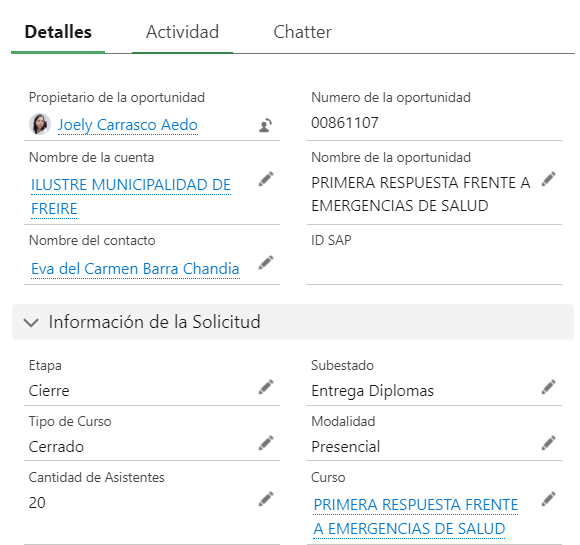 Detalles
Actividad
Chatter
Propietario de la oportunidad
Joely Carrasco Aedo
Numero de la oportunidad
00861107
Nombre de la cuenta
ILUSTRE MUNICIPALIDAD DE
FREIRE
Nombre de la oportunidad
PRIMERA RESPUESTA FRENTE A
EMERGENCIAS DE SALUD
Nombre del contacto
Eva del Carmen Barra Chandia
ID SAP
Información de la Solicitud
Etapa
Cierre
Subestado
Entrega Diplomas
Tipo de Curso
Cerrado
Modalidad
Presencial
Cantidad de Asistentes
20
Curso
PRIMERA RESPUESTA FRENTE
A EMERGENCIAS DE SALUD